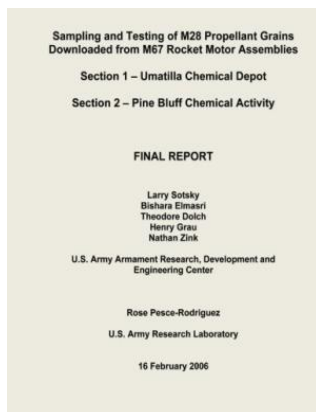 Sampling and Testing of M28 Propellant Grains
Downloaded from M67 Rocket Motor Assemblies
Section 1 – Umatilla Chemical Depot
Section 2 – Pine Bluff Chemical Activity
FINAL REPORT
Larry Sotsky
Bishara Elmasri
Theodore Dolch
Henry Grau
Nathan Zink
U.S. Army Armament Research, Development and
Engineering Center
Rose Pesce-Rodriguez
U.S. Army Research Laboratory
16 February 2006